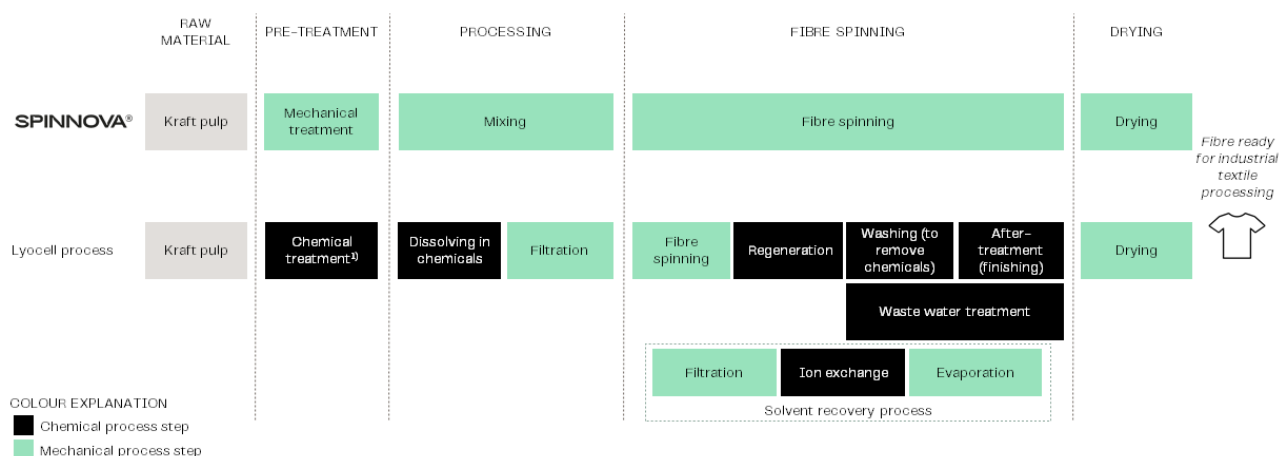 RAW
MATERIAL
PRE-TREATMENT
PROCESSING
FIBRE SPINNING
DRYING
SPINNOVA®
Kraft pulp
Mechanical
treatment
Mixing
Fibre spinning
Drying
Fibre ready
for industrial
textile
processing
Lyocell process
Kraft pulp
Chemical
treatment¹⁾
Dissolving in
chemicals
Filtration
Fibre
spinning
Regeneration
Washing (to
remove
chemicals)
After-
treatment
(finishing)
Drying
Waste water treatment
Filtration
Ion exchange
Evaporation
Solvent recovery process
COLOUR EXPLANATION
Chemical process step
Mechanical process step